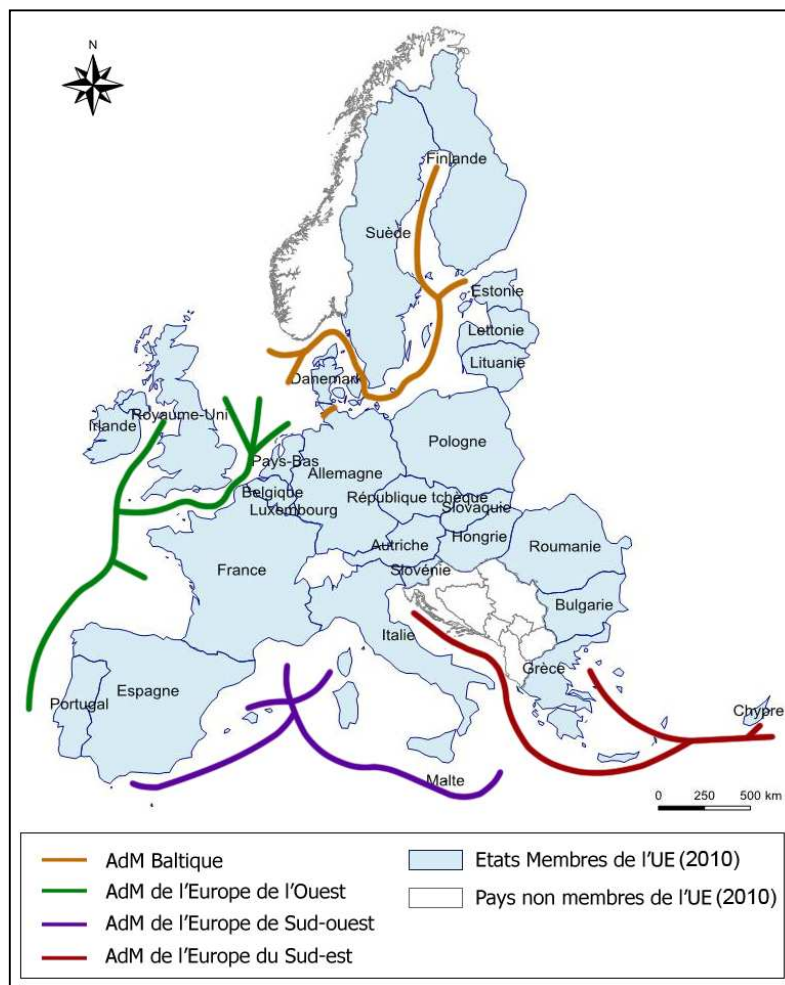 N
Finlande
Suède
Estonie
Lettonie
Lituanie
Danemark
Royaume-Uni
Irlande
Pays-Bas
Pologne
Allemagne
Belgique
République tchèque
Luxembourg
Slovaquie
Autriche
Hongrie
Roumanie
France
Slovénie
Bulgarie
Italie
Grèce
Espagne
Portugal
Chypre
Malte
0 250 500 km
AdM Baltique
AdM de l'Europe de l'Ouest
AdM de l'Europe de Sud-ouest
AdM de l'Europe du Sud-est
Etats Membres de l'UE (2010)
Pays non membres de l'UE (2010)